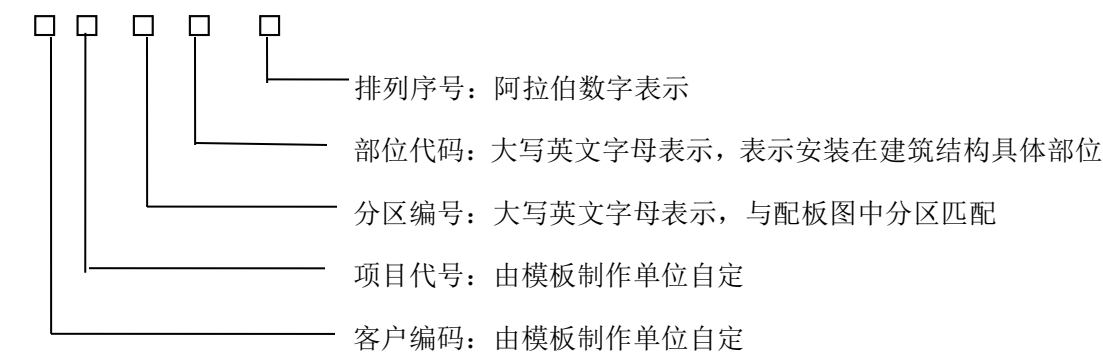 排列序号：阿拉伯数字表示
部位代码：大写英文字母表示，表示安装在建筑结构具体部位
分区编号：大写英文字母表示，与配板图中分区匹配
项目代号：由模板制作单位自定
客户编码：由模板制作单位自定